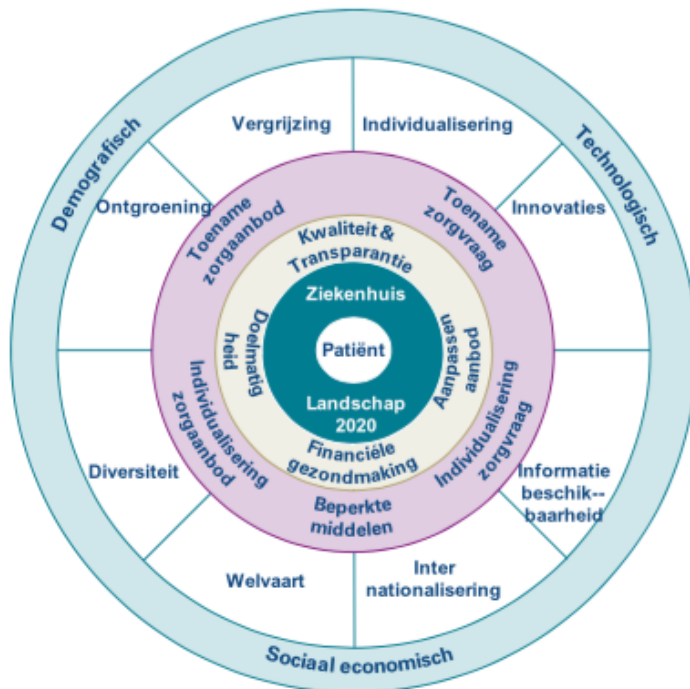 Demografisch
Technologisch
Sociaal economisch
Vergrijzing
Individualisering
Ontgroening
Innovaties
Diversiteit
Informatie
beschik--
baarheid
Welvaart
Inter
nationalisering
Toename
zorgaanbod
Toename
zorgvraag
Individualisering
zorgaanbod
Individualisering
zorgvraag
Beperkte
middelen
Kwaliteit &
Transparantie
Doelmatig
heid
Aanpassen
aanbod
Financiéle
gezondmaking
Ziekenhuis
Patiënt
Landschap
2020